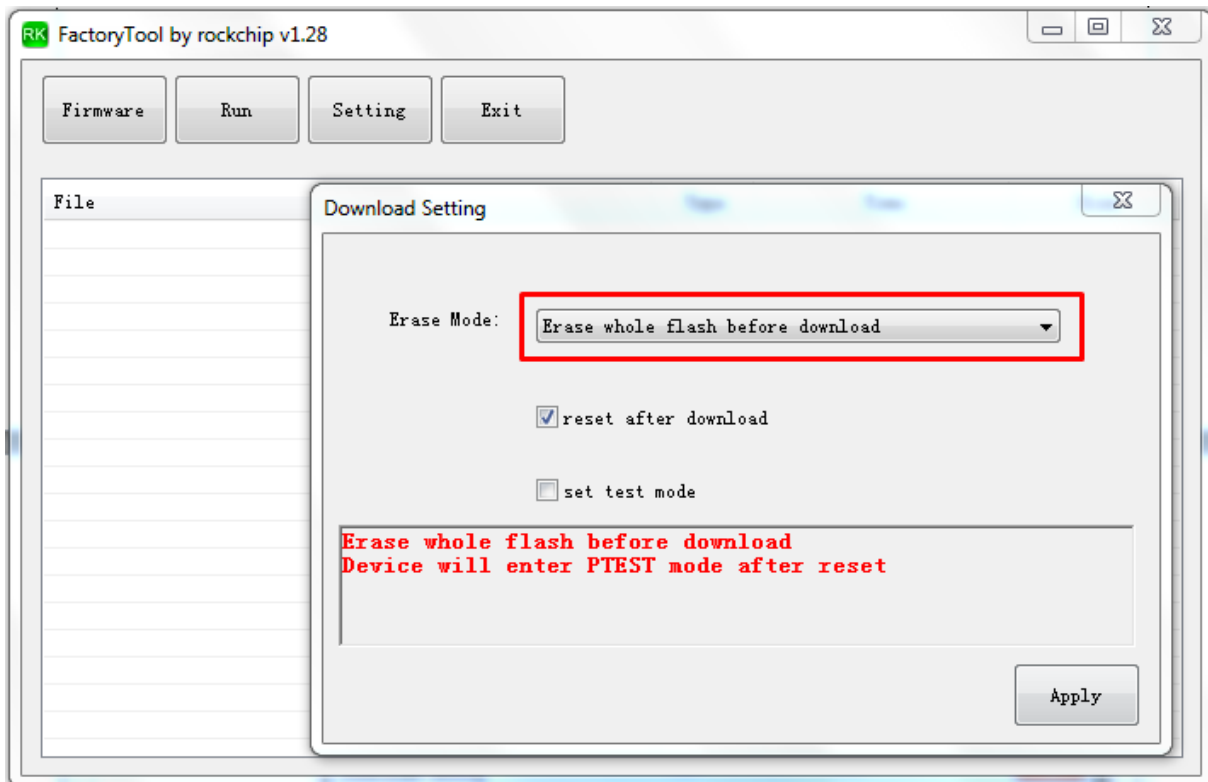 RK FactoryTool by rockchip v1.28
Firmware Run Setting Exit
File
Download Setting
Erase Mode: Erase whole flash before download
reset after download
set test mode
Erase whole flash before download
Device will enter PTEST mode after reset
Apply